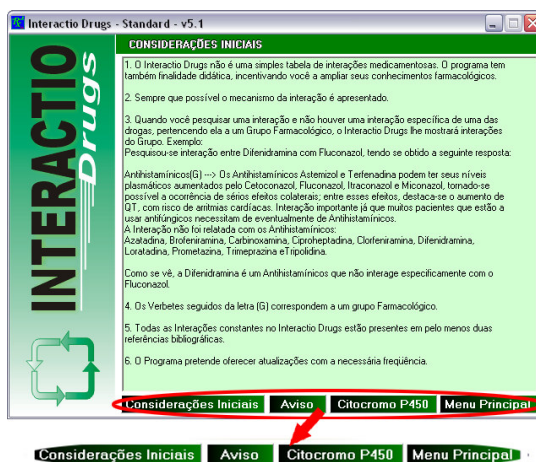 Interactio Drugs - Standard - v5.1
CONSIDERAÇÕES INICIAIS
INTERACTIO
Drugs
1. O Interactio Drugs não é uma simples tabela de interações medicamentosas. O programa tem
também finalidade didática, incentivando você a ampliar seus conhecimentos farmacológicos.
2. Sempre que possível o mecanismo da interação é apresentado.
3. Quando você pesquisar uma interação e não houver uma interação específica de uma das
drogas, pertencendo ela a um Grupo Farmacológico, o Interactio Drugs lhe mostrará interações
do Grupo. Exemplo:
Pesquisou-se interação entre Difenidramina com Fluconazol, tendo se obtido a seguinte resposta:
Antihistamínicos(G) ---> Os Antihistamínicos Astemizol e Terfenadina podem ter seus níveis
plasmáticos aumentados pelo Cetoconazol, Fluconazol, Itraconazol e Miconazol, tornado-se
possível a ocorrência de sérios efeitos colaterais; entre esses efeitos, destaca-se o aumento de
QT, com risco de arritmias cardíacas. Interação importante já que muitos pacientes que estão a
usar antifúngicos necessitam de eventualmente de Antihistamínicos.
A Interação não foi relatada com os Antihistamínicos:
Azatadina, Brofeniramina, Carbinoxamina, Ciproheptadina, Clorfeniramina, Difenidramina,
Loratadina, Prometazina, Trimeprazina eTripolidina.
Como se vê, a Difenidramina é um Antihistamínicos que não interage especificamente com o
Fluconazol.
4. Os Verbetes seguidos da letra (G) correspondem a um grupo Farmacológico.
5. Todas as Interações constantes no Interactio Drugs estão presentes em pelo menos duas
referências bibliográficas.
6. O Programa pretende oferecer atualizações com a necessária freqüência.
Considerações Iniciais Aviso Citocromo P450 Menu Principal
Considerações Iniciais Aviso Citocromo P450 Menu Principal